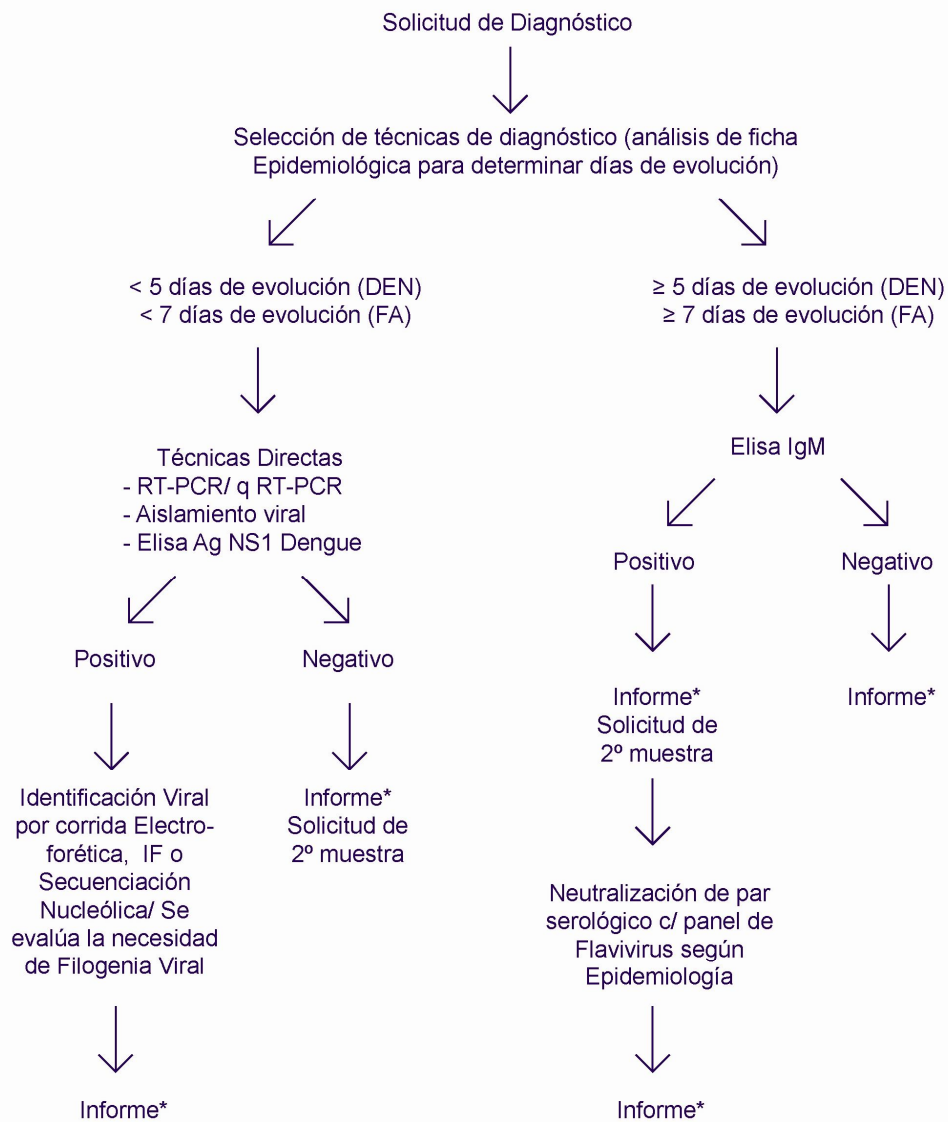 Solicitud de Diagnóstico
Selección de técnicas de diagnóstico (análisis de ficha
Epidemiológica para determinar días de evolución)
< 5 días de evolución (DEN)
< 7 días de evolución (FA)
≥ 5 días de evolución (DEN)
≥ 7 días de evolución (FA)
Técnicas Directas
- RT-PCR/ q RT-PCR
- Aislamiento viral
- Elisa Ag NS1 Dengue
Elisa IgM
Positivo
Negativo
Positivo
Negativo
Identificación Viral
por corrida Electro-
forética, IF o
Secuenciación
Nucleólica/ Se
evalúa la necesidad
de Filogenia Viral
Informe*
Solicitud de
2º muestra
Informe*
Solicitud de
2º muestra
Informe*
Neutralización de par
serológico c/ panel de
Flavivirus según
Epidemiología
Informe*
Informe*